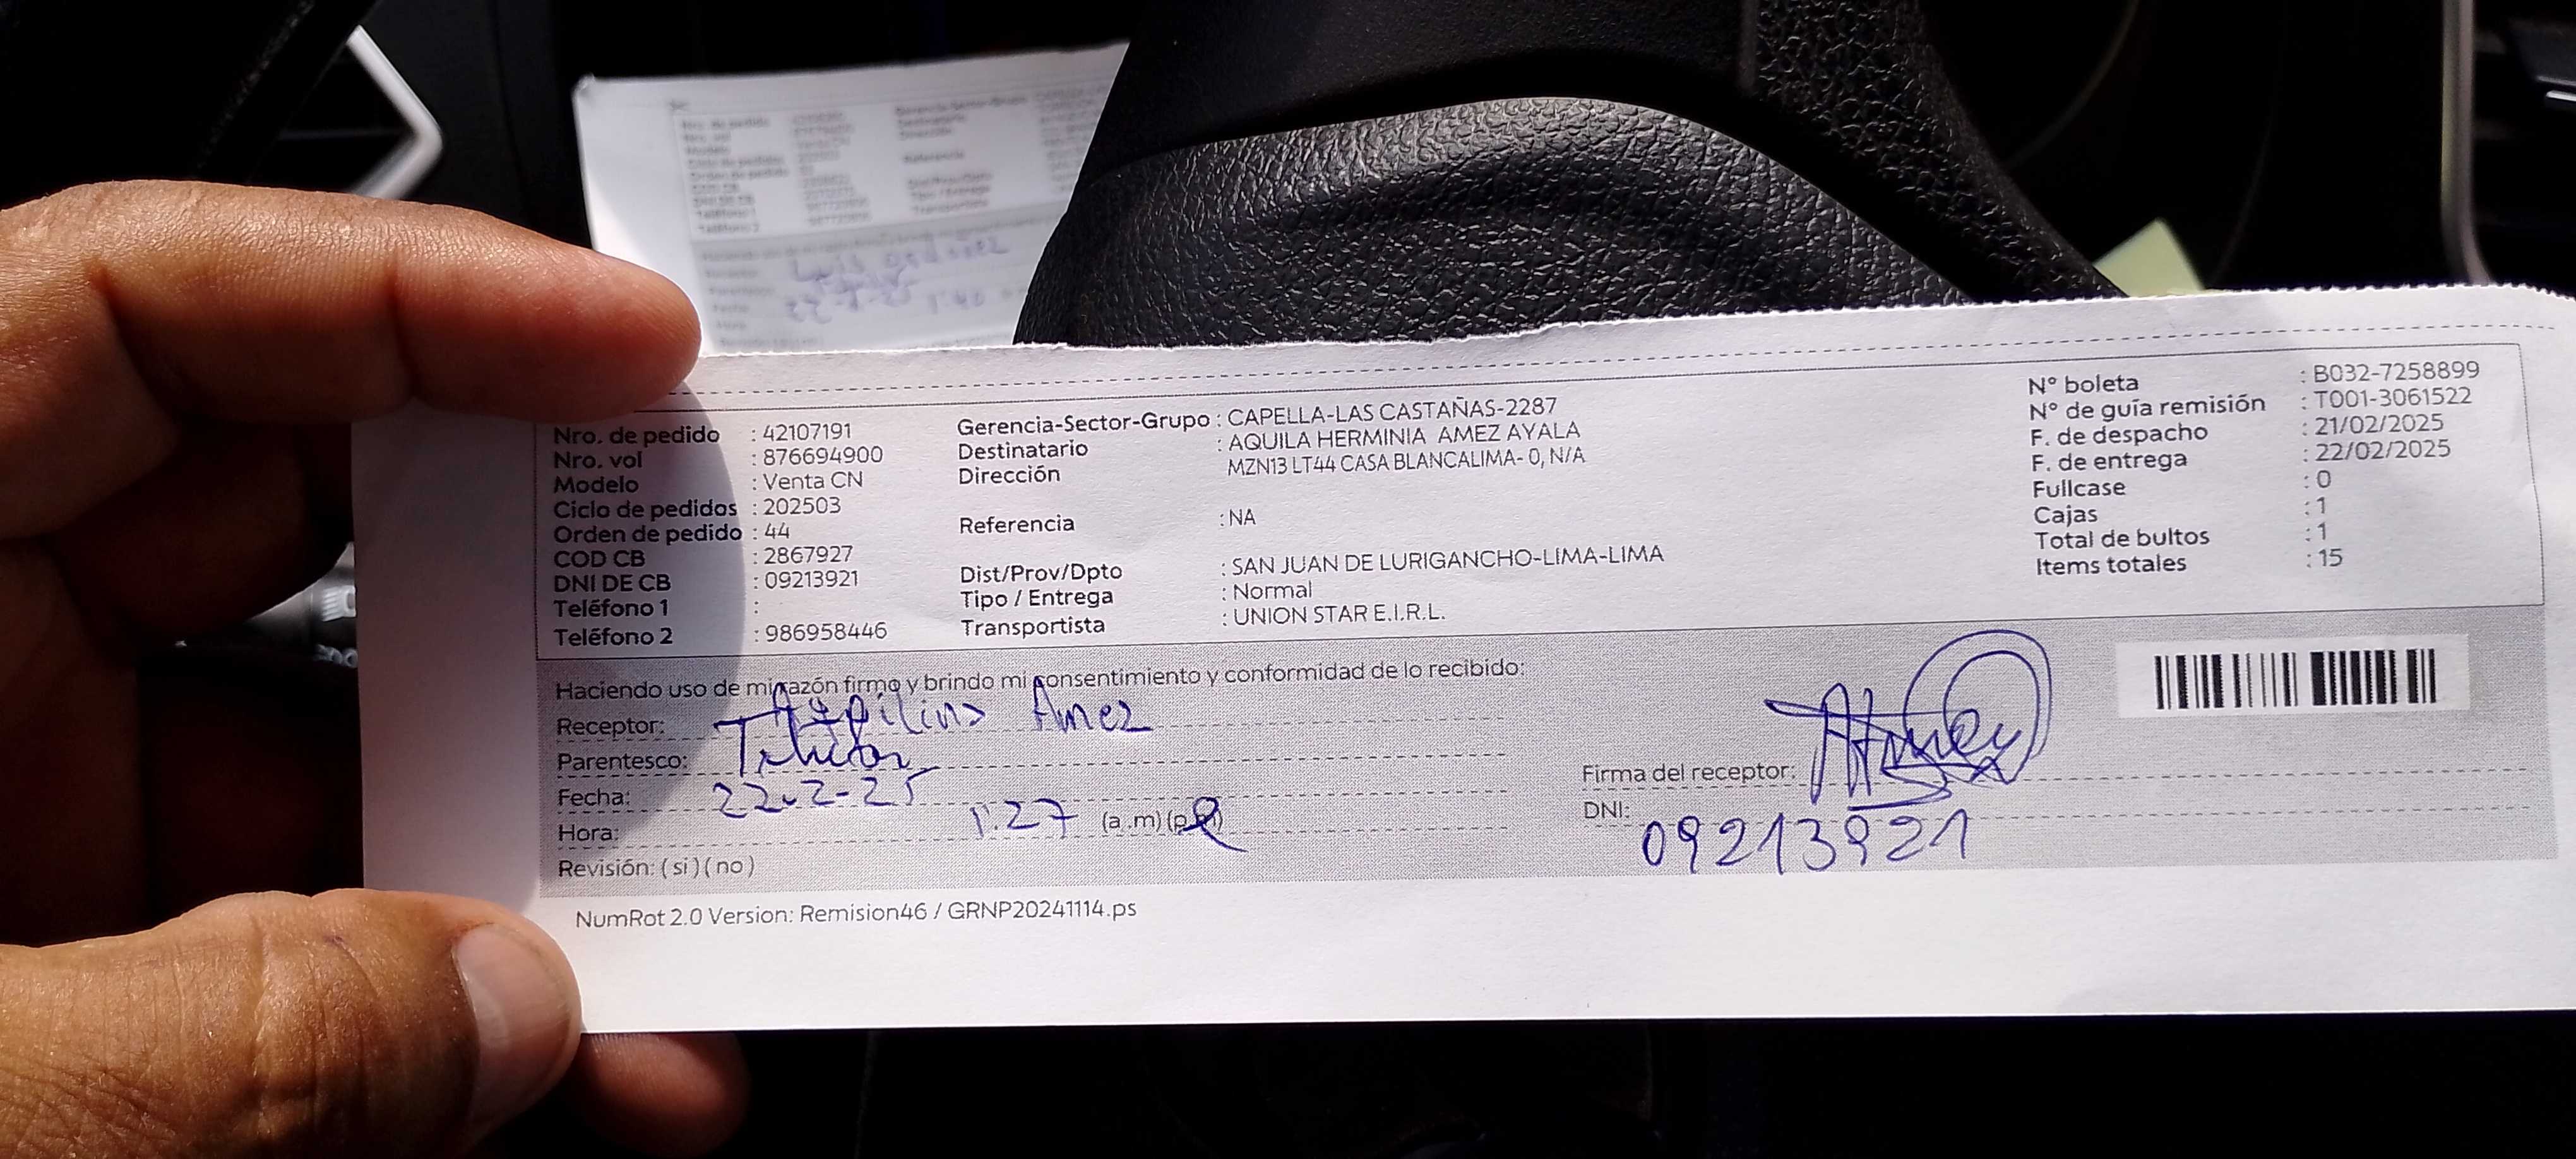 Nro. de pedido : 42107191
Nro. vol : 876694900
Modelo : Venta CN
Ciclo de pedidos : 202503
Orden de pedido : 44
COD CB : 2867927
DNI DE CB : 09213921
Teléfono 1 :
Teléfono 2 : 986958446
Gerencia-Sector-Grupo : CAPELLA-LAS CASTAÑAS-2287
Destinatario : AQUILA HERMINIA AMEZ AYALA
Dirección MZN13 LT44 CASA BLANCALIMA- 0, N/A
Referencia : NA
Dist/Prov/Dpto : SAN JUAN DE LURIGANCHO-LIMA-LIMA
Tipo / Entrega : Normal
Transportista : UNION STAR E.I.R.L.
N° boleta : B032-7258899
N° de guía remisión : T001-3061522
F. de despacho : 21/02/2025
F. de entrega : 22/02/2025
Fullcase : 0
Cajas : 1
Total de bultos : 1
Items totales : 15
Haciendo uso de mi razón firmo y brindo mi consentimiento y conformidad de lo recibido:
Receptor: Amez
Parentesco: Titular
Fecha: 22-2-25
Hora: 1:27 (a.m) (p.m)
Revisión: ( si ) ( no )
Firma del receptor:
DNI: 09213921
NumRot 2.0 Version: Remision46 / GRNP20241114.ps